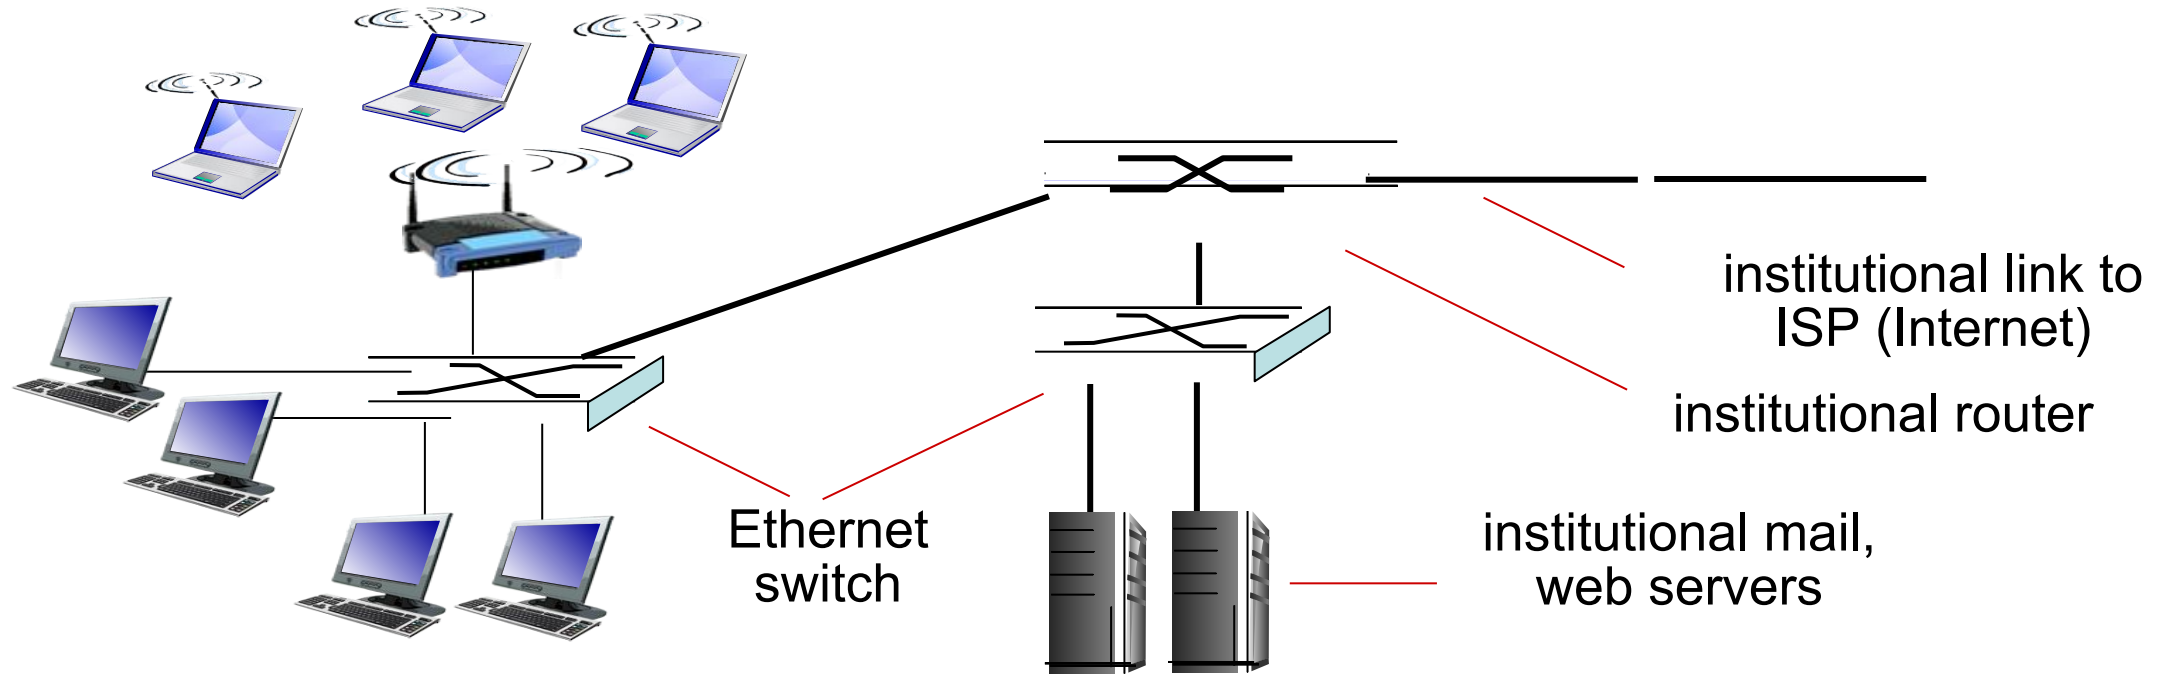 institutional link to
ISP (Internet)
institutional router
Ethernet
switch
institutional mail,
web servers